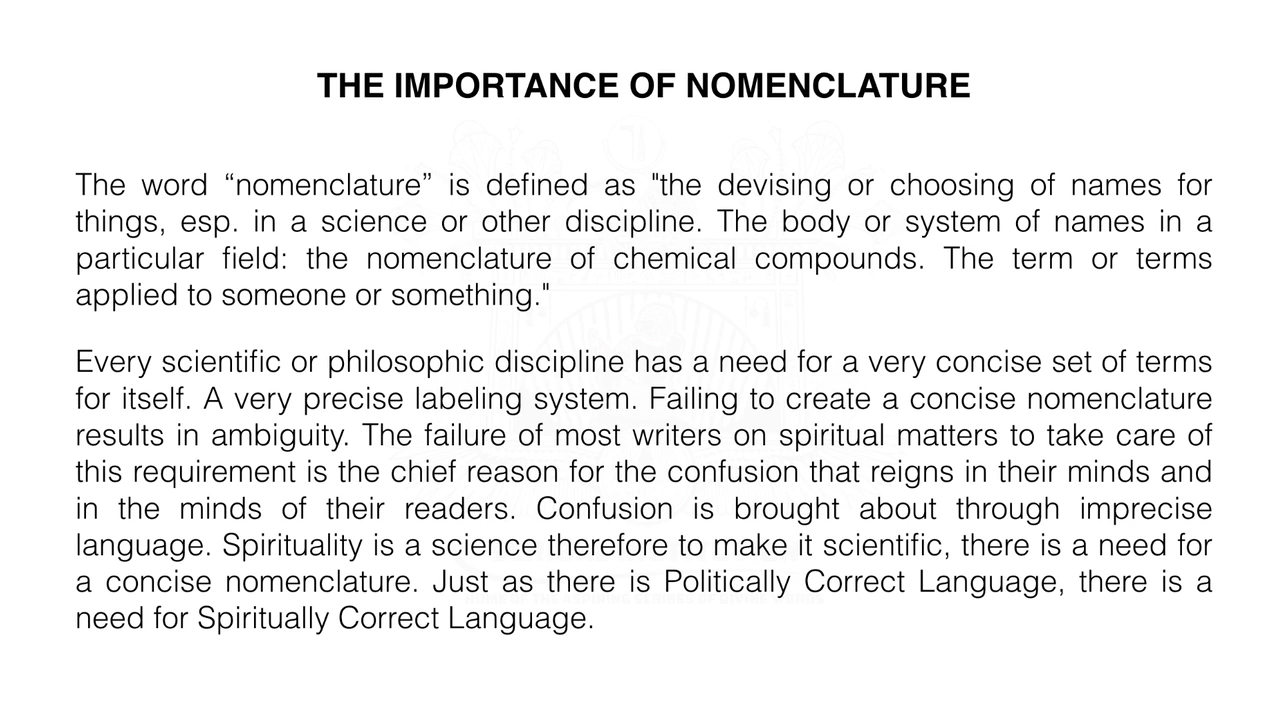 THE IMPORTANCE OF NOMENCLATURE
The word “nomenclature” is defined as "the devising or choosing of names for
things, esp. in a science or other discipline. The body or system of names in a
particular field: the nomenclature of chemical compounds. The term or terms
applied to someone or something."
Every scientific or philosophic discipline has a need for a very concise set of terms
for itself. A very precise labeling system. Failing to create a concise nomenclature
results in ambiguity. The failure of most writers on spiritual matters to take care of
this requirement is the chief reason for the confusion that reigns in their minds and
in the minds of their readers. Confusion is brought about through imprecise
language. Spirituality is a science therefore to make it scientific, there is a need for
a concise nomenclature. Just as there is Politically Correct Language, there is a
need for Spiritually Correct Language.